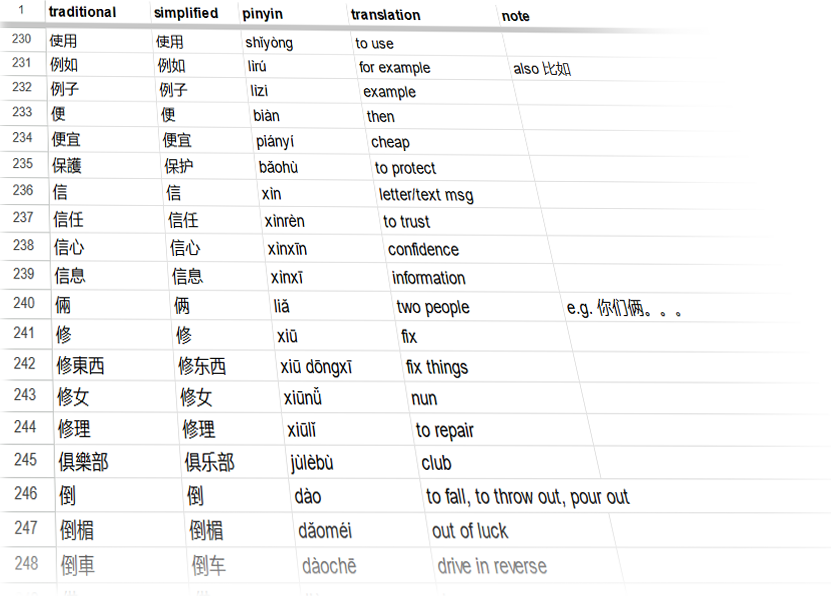 1 traditional simplified pinyin translation note
230 使用 使用 shǐyòng to use
231 例如 例如 lìrú for example also 比如
232 例子 例子 lìzi example
233 便 便 biàn then
234 便宜 便宜 piányí cheap
235 保護 保护 bǎohù to protect
236 信 信 xìn letter/text msg
237 信任 信任 xìnrèn to trust
238 信心 信心 xìnxīn confidence
239 信息 信息 xìnxī information
240 倆 俩 liǎ two people e.g. 你们俩。。。
241 修 修 xiū fix
242 修東西 修东西 xiū dōngxī fix things
243 修女 修女 xiūnǚ nun
244 修理 修理 xiūlǐ to repair
245 俱樂部 俱乐部 jùlèbù club
246 倒 倒 dào to fall, to throw out, pour out
247 倒楣 倒楣 dǎoméi out of luck
248 倒車 倒车 dàochē drive in reverse